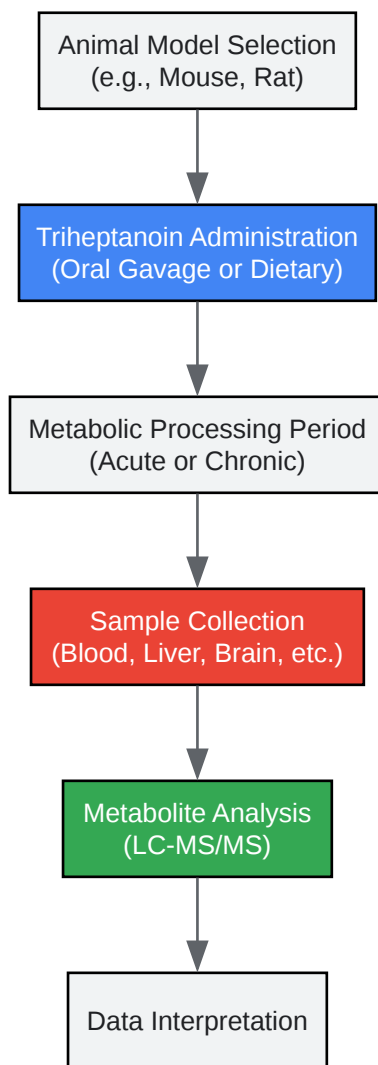 Animal Model Selection
(e.g., Mouse, Rat)
Triheptanoin Administration
(Oral Gavage or Dietary)
Metabolic Processing Period
(Acute or Chronic)
Sample Collection
(Blood, Liver, Brain, etc.)
Metabolite Analysis
(LC-MS/MS)
Data Interpretation